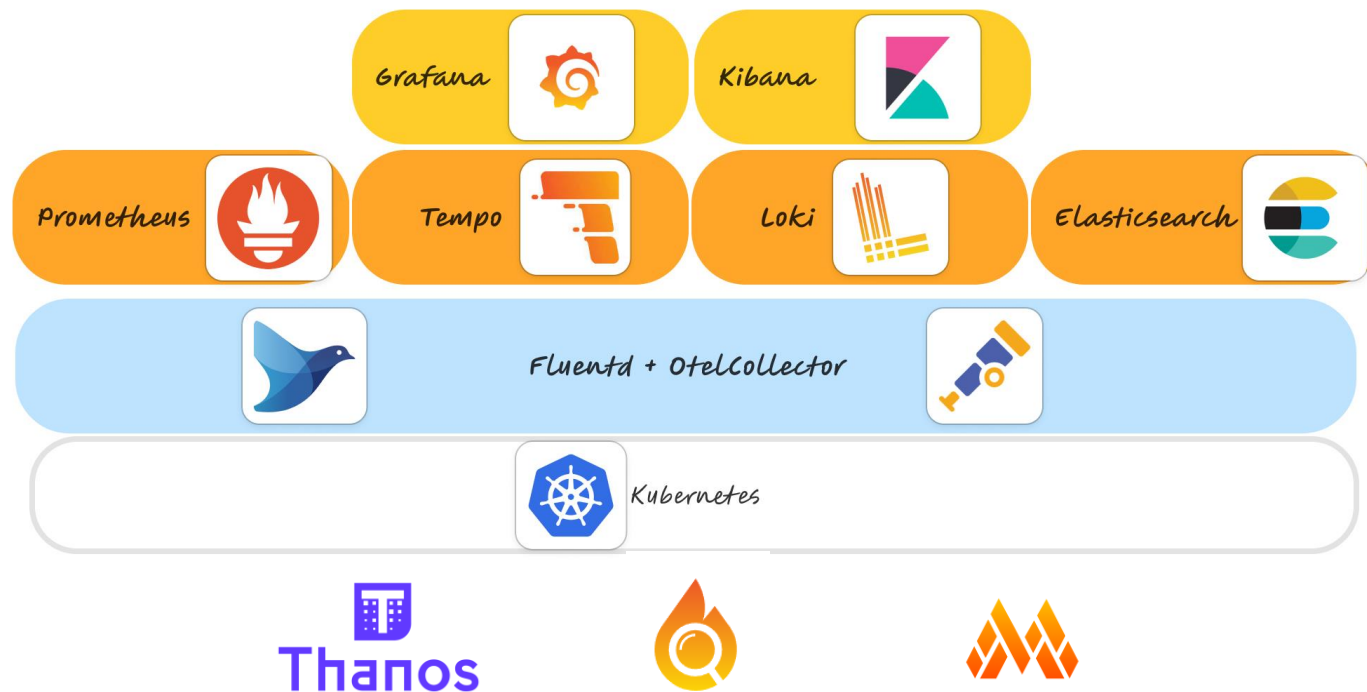 Grafana
Kibana
Prometheus
Tempo
Loki
Elasticsearch
Fluentd + OtelCollector
Kubernetes
Thanos